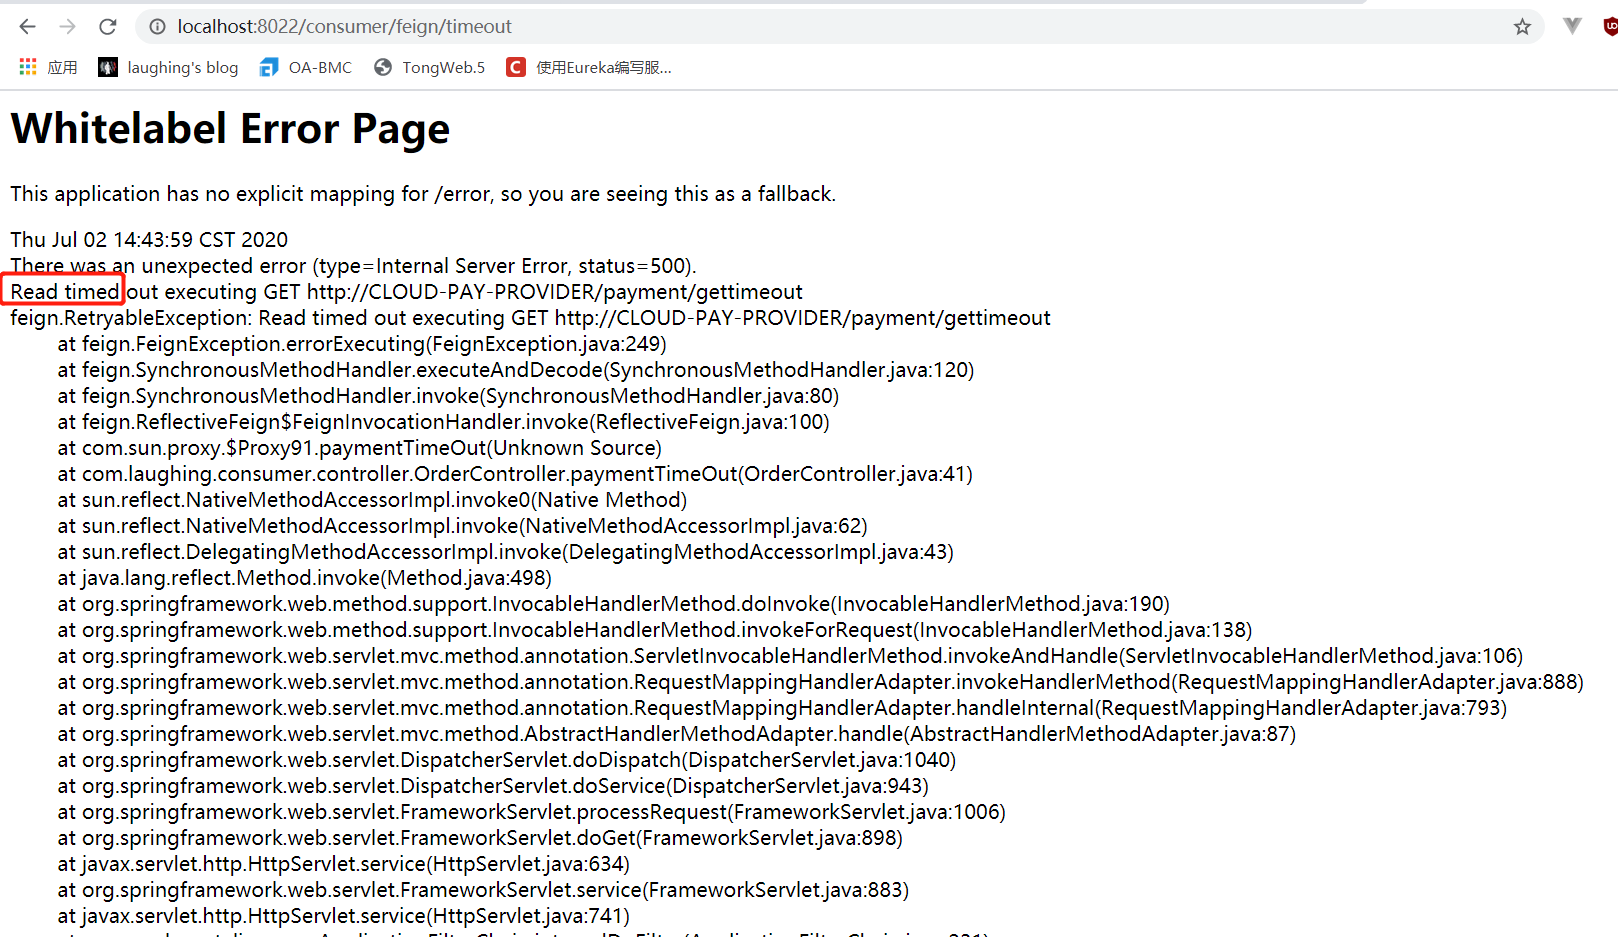 localhost:8022/consumer/feign/timeout
应用 laughing's blog OA-BMC TongWeb.5 使用Eureka编写服...
Whitelabel Error Page
This application has no explicit mapping for /error, so you are seeing this as a fallback.
Thu Jul 02 14:43:59 CST 2020
There was an unexpected error (type=Internal Server Error, status=500).
Read timed out executing GET http://CLOUD-PAY-PROVIDER/payment/gettimeout
feign.RetryableException: Read timed out executing GET http://CLOUD-PAY-PROVIDER/payment/gettimeout
at feign.FeignException.errorExecuting(FeignException.java:249)
at feign.SynchronousMethodHandler.executeAndDecode(SynchronousMethodHandler.java:120)
at feign.SynchronousMethodHandler.invoke(SynchronousMethodHandler.java:80)
at feign.ReflectiveFeign$FeignInvocationHandler.invoke(ReflectiveFeign.java:100)
at com.sun.proxy.$Proxy91.paymentTimeOut(Unknown Source)
at com.laughing.consumer.controller.OrderController.paymentTimeOut(OrderController.java:41)
at sun.reflect.NativeMethodAccessorImpl.invoke0(Native Method)
at sun.reflect.NativeMethodAccessorImpl.invoke(NativeMethodAccessorImpl.java:62)
at sun.reflect.DelegatingMethodAccessorImpl.invoke(DelegatingMethodAccessorImpl.java:43)
at java.lang.reflect.Method.invoke(Method.java:498)
at org.springframework.web.method.support.InvocableHandlerMethod.doInvoke(InvocableHandlerMethod.java:190)
at org.springframework.web.method.support.InvocableHandlerMethod.invokeForRequest(InvocableHandlerMethod.java:138)
at org.springframework.web.servlet.mvc.method.annotation.ServletInvocableHandlerMethod.invokeAndHandle(ServletInvocableHandlerMethod.java:106)
at org.springframework.web.servlet.mvc.method.annotation.RequestMappingHandlerAdapter.invokeHandlerMethod(RequestMappingHandlerAdapter.java:888)
at org.springframework.web.servlet.mvc.method.annotation.RequestMappingHandlerAdapter.handleInternal(RequestMappingHandlerAdapter.java:793)
at org.springframework.web.servlet.mvc.method.AbstractHandlerMethodAdapter.handle(AbstractHandlerMethodAdapter.java:87)
at org.springframework.web.servlet.DispatcherServlet.doDispatch(DispatcherServlet.java:1040)
at org.springframework.web.servlet.DispatcherServlet.doService(DispatcherServlet.java:943)
at org.springframework.web.servlet.FrameworkServlet.processRequest(FrameworkServlet.java:1006)
at org.springframework.web.servlet.FrameworkServlet.doGet(FrameworkServlet.java:898)
at javax.servlet.http.HttpServlet.service(HttpServlet.java:634)
at org.springframework.web.servlet.FrameworkServlet.service(FrameworkServlet.java:883)
at javax.servlet.http.HttpServlet.service(HttpServlet.java:741)